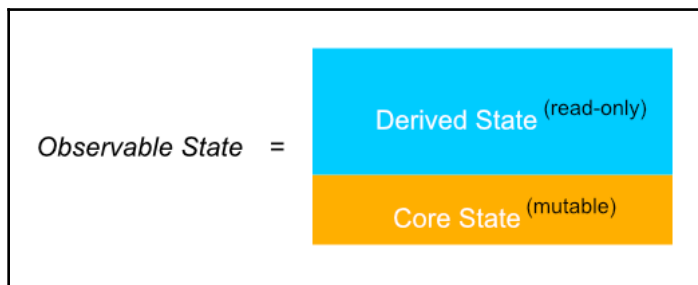 Derived State (read-only)
Observable State =
Core State (mutable)